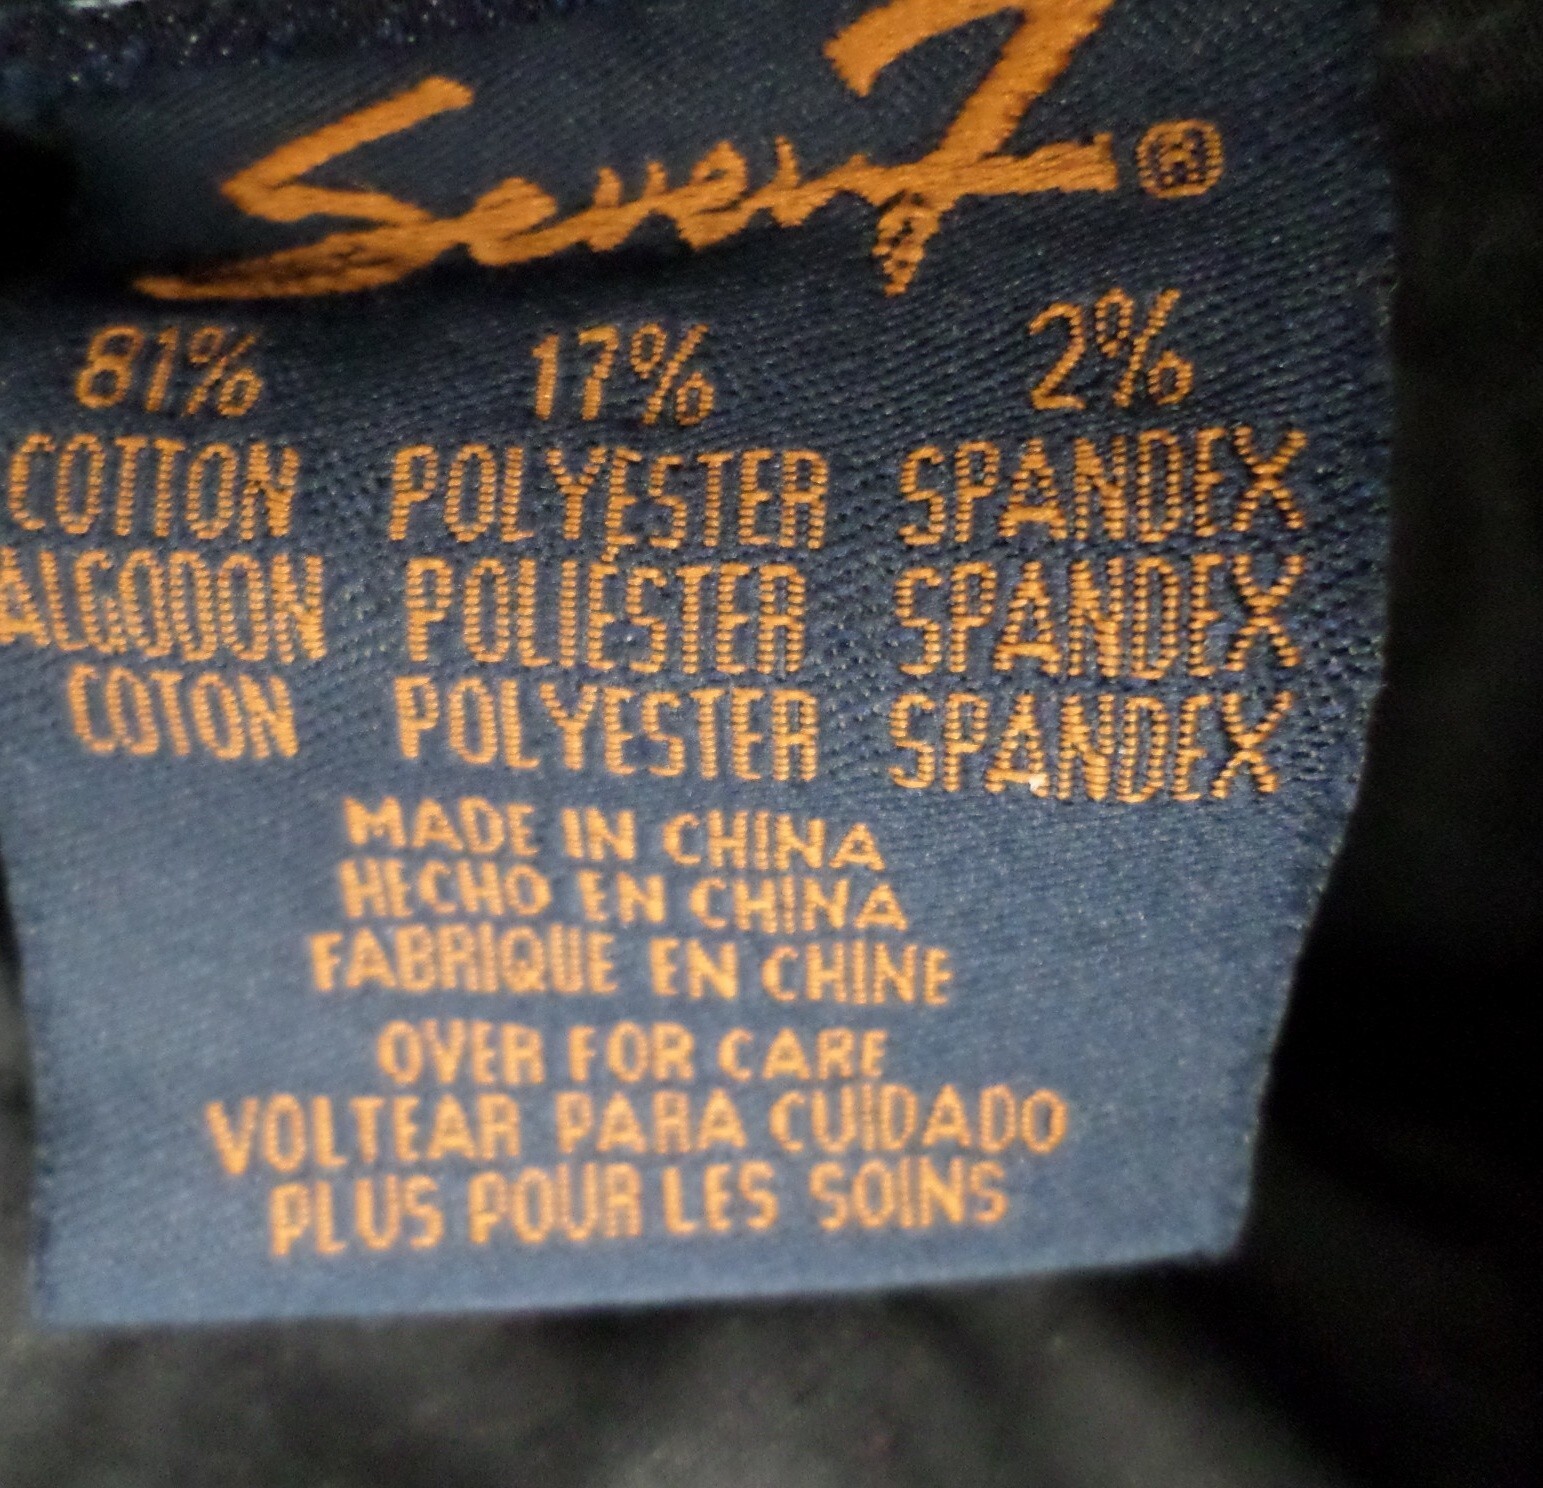 Seven7®
81% 17% 2%
COTTON POLYESTER SPANDEX
ALGODON POLIÉSTER SPANDEX
COTON POLYESTER SPANDEX
MADE IN CHINA
HECHO EN CHINA
FABRIQUE EN CHINE
OVER FOR CARE
VOLTEAR PARA CUIDADO
PLUS POUR LES SOINS